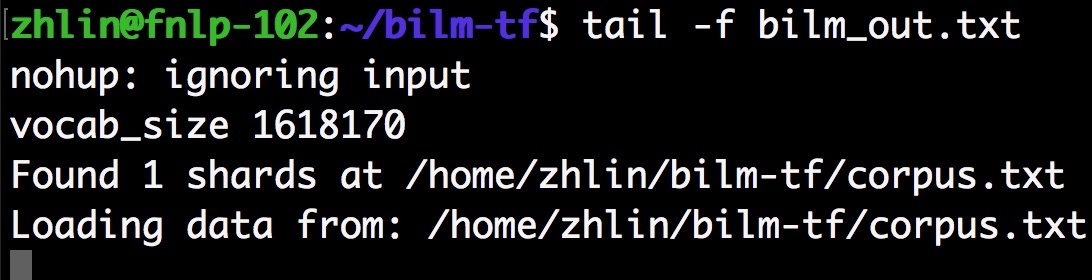 zhlin@fnlp-102:~/bilm-tf$ tail -f bilm_out.txt
nohup: ignoring input
vocab_size 1618170
Found 1 shards at /home/zhlin/bilm-tf/corpus.txt
Loading data from: /home/zhlin/bilm-tf/corpus.txt